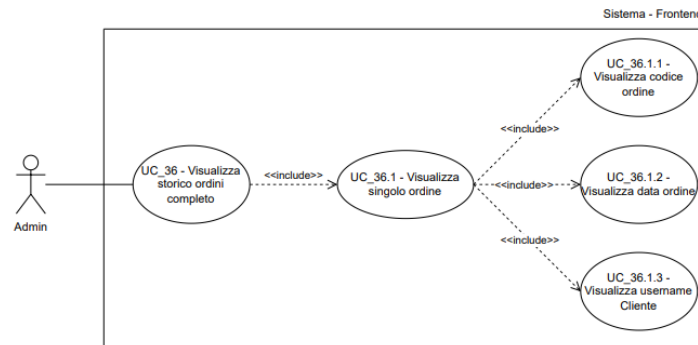 Sistema - Frontend
UC_36.1.1 -
Visualizza codice
ordine
<<include>>
UC_36 - Visualizza
storico ordini
completo
<<include>>
UC_36.1 - Visualizza
singolo ordine
<<include>>
UC_36.1.2 -
Visualizza data ordine
Admin
<<include>>
UC_36.1.3 -
Visualizza username
Cliente